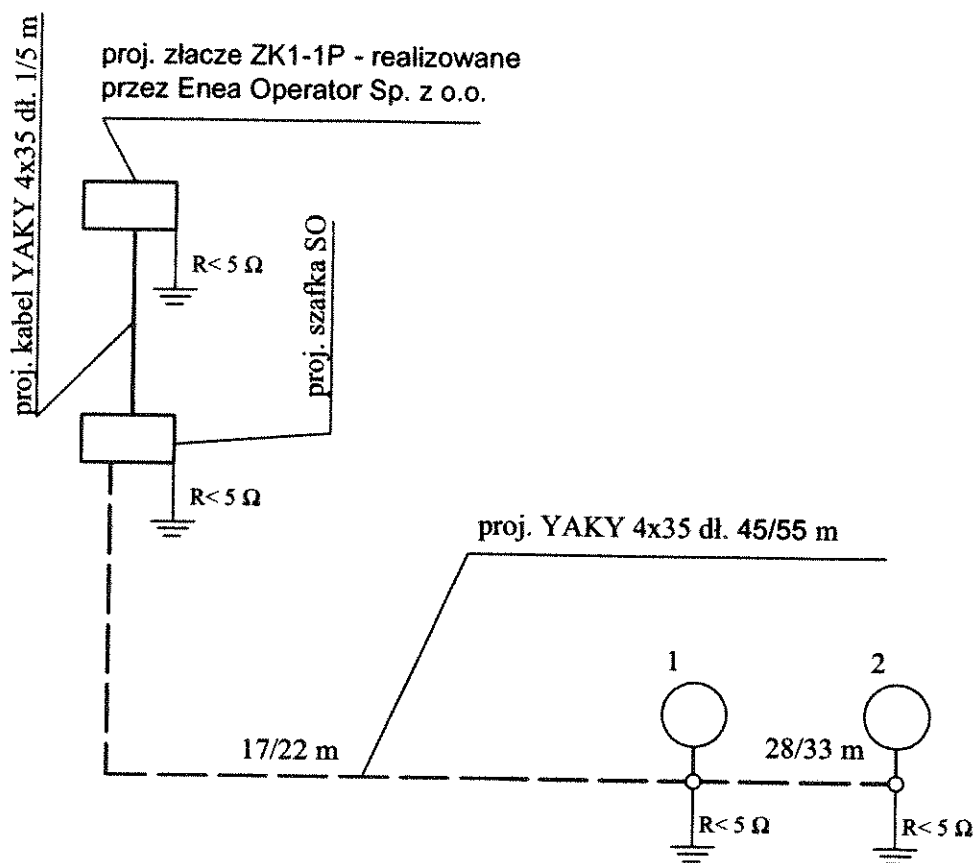 proj. złacze ZK1-1P - realizowane
przez Enea Operator Sp. z o.o.
proj. kabel YAKY 4x35 dł. 1/5 m
R< 5 Ω
proj. szafka SO
R< 5 Ω
proj. YAKY 4x35 dł. 45/55 m
1
2
17/22 m
28/33 m
R< 5 Ω
R< 5 Ω